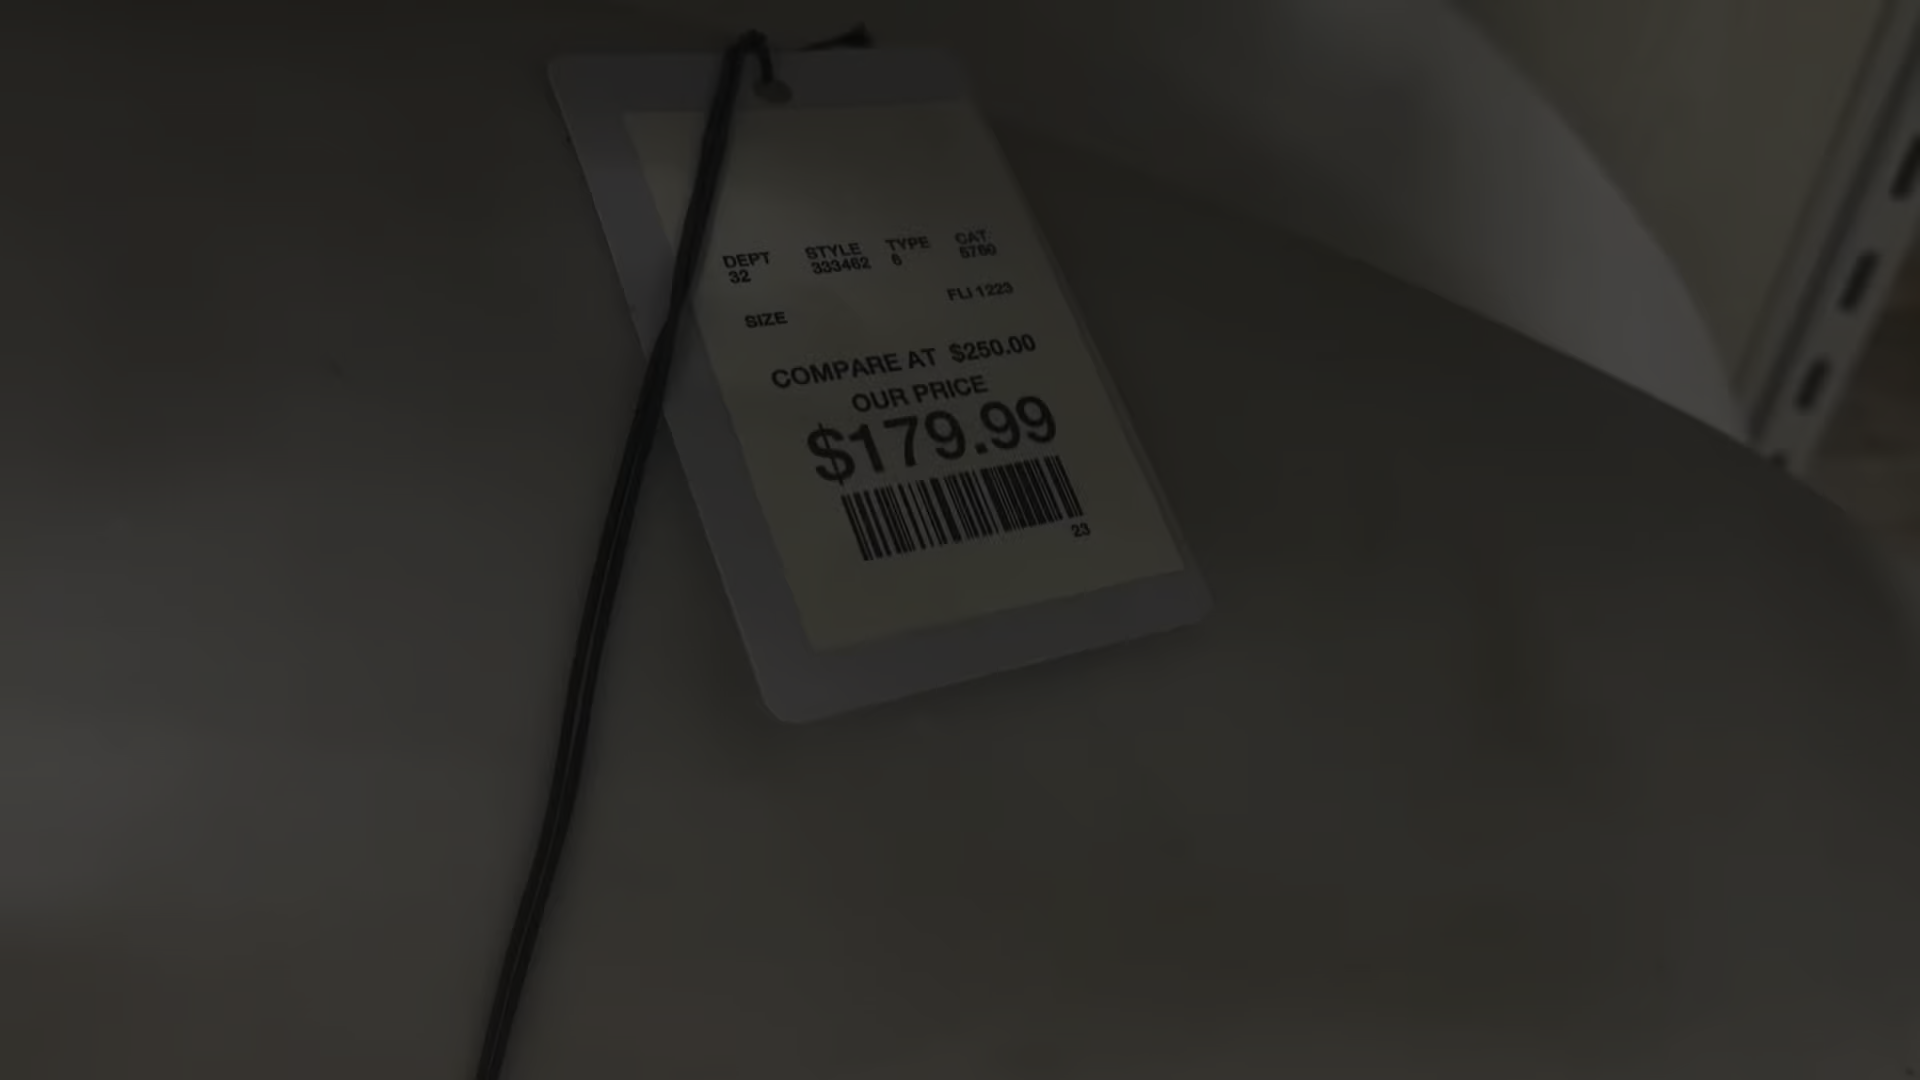 DEPT STYLE TYPE CAT.
32 333462 6 5760
FLI 1223
SIZE
COMPARE AT $250.00
OUR PRICE
$179.99
23